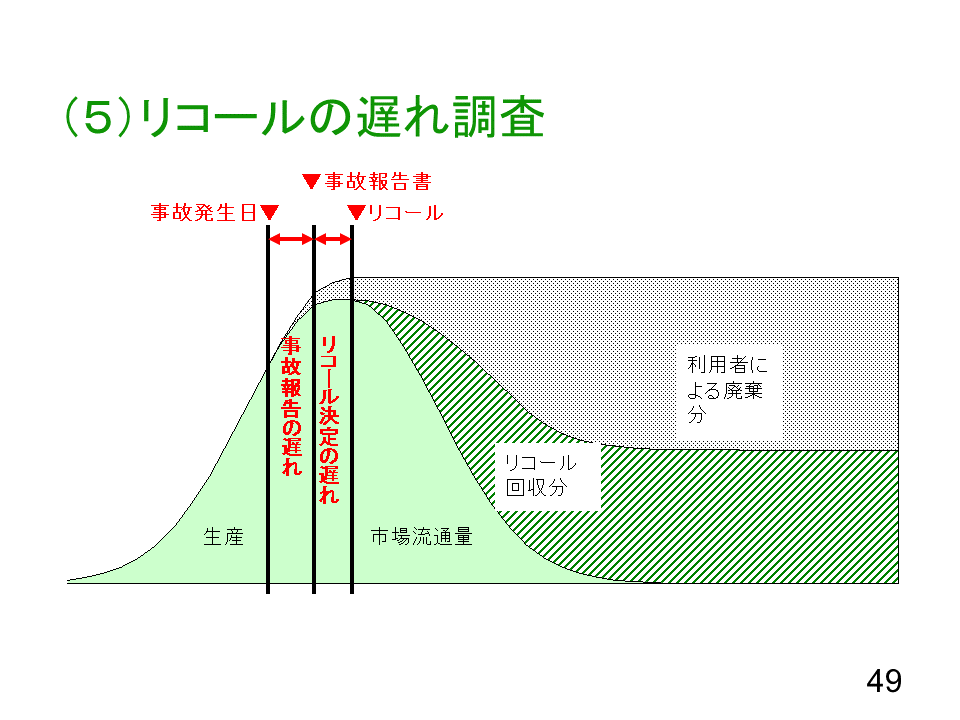 （５）リコールの遅れ調査
▼事故報告書
事故発生日▼
▼リコール
事故報告の遅れ
リコール決定の遅れ
利用者に
よる廃棄
分
リコール
回収分
生産
市場流通量
49